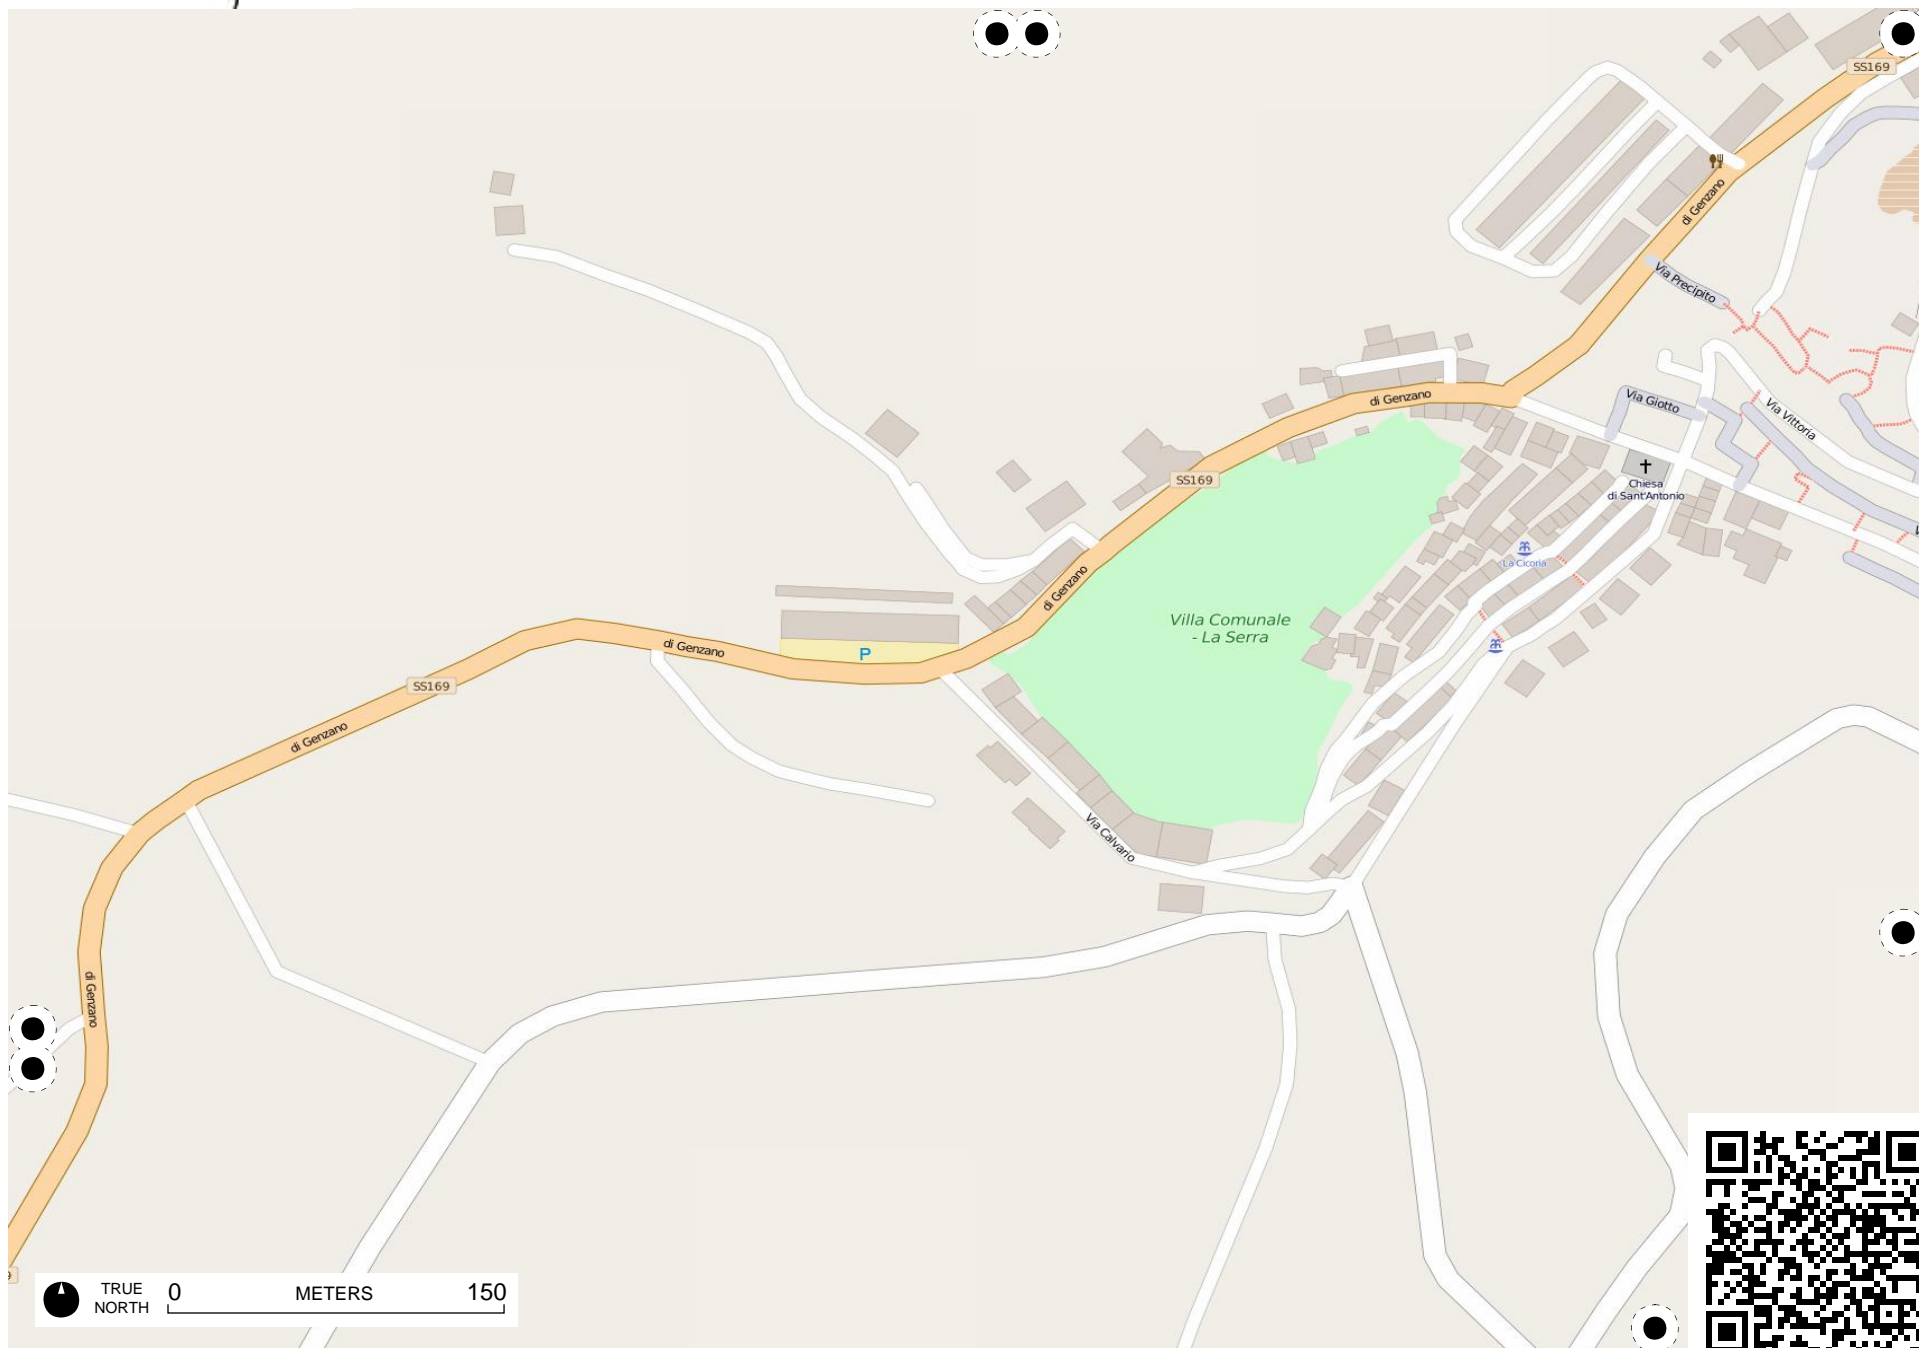 SS169
di Genzano
Via Precipito
di Genzano
Via Giotto
Via Vittoria
SS169
Chiesa
di Sant'Antonio
La Cicoria
di Genzano
Villa Comunale
- La Serra
P
di Genzano
SS169
di Genzano
Via Calvario
di Genzano
TRUE
NORTH
0 METERS 150